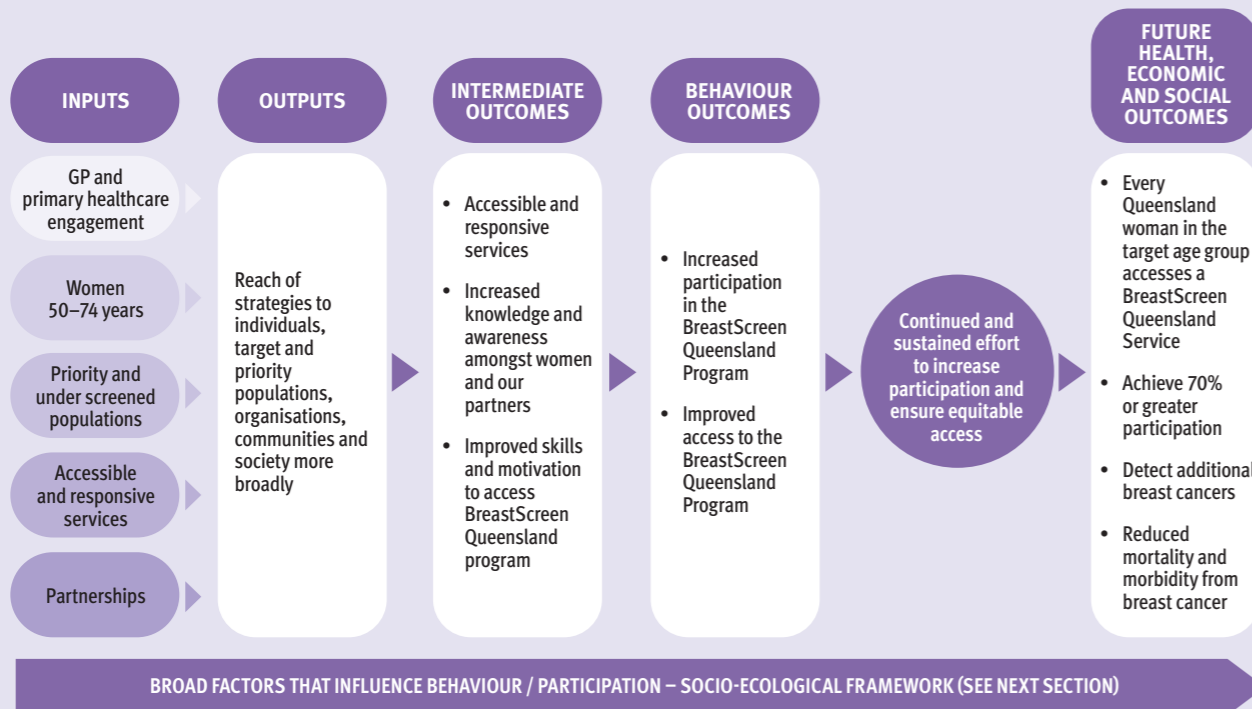 INPUTS
GP and
primary healthcare
engagement
Women
50–74 years
Priority and
under screened
populations
Accessible
and responsive
services
Partnerships
OUTPUTS
Reach of
strategies to
individuals,
target and
priority
populations,
organisations,
communities and
society more
broadly
INTERMEDIATE
OUTCOMES
• Accessible and
responsive
services
• Increased
knowledge and
awareness
amongst women
and our
partners
• Improved skills
and motivation
to access
BreastScreen
Queensland
program
BEHAVIOUR
OUTCOMES
• Increased
participation
in the
BreastScreen
Queensland
Program
• Improved
access to the
BreastScreen
Queensland
Program
Continued and
sustained effort
to increase
participation and
ensure equitable
access
FUTURE
HEALTH,
ECONOMIC
AND SOCIAL
OUTCOMES
• Every
Queensland
woman in the
target age group
accesses a
BreastScreen
Queensland
Service
• Achieve 70%
or greater
participation
• Detect additional
breast cancers
• Reduced
mortality and
morbidity from
breast cancer
BROAD FACTORS THAT INFLUENCE BEHAVIOUR / PARTICIPATION – SOCIO-ECOLOGICAL FRAMEWORK (SEE NEXT SECTION)